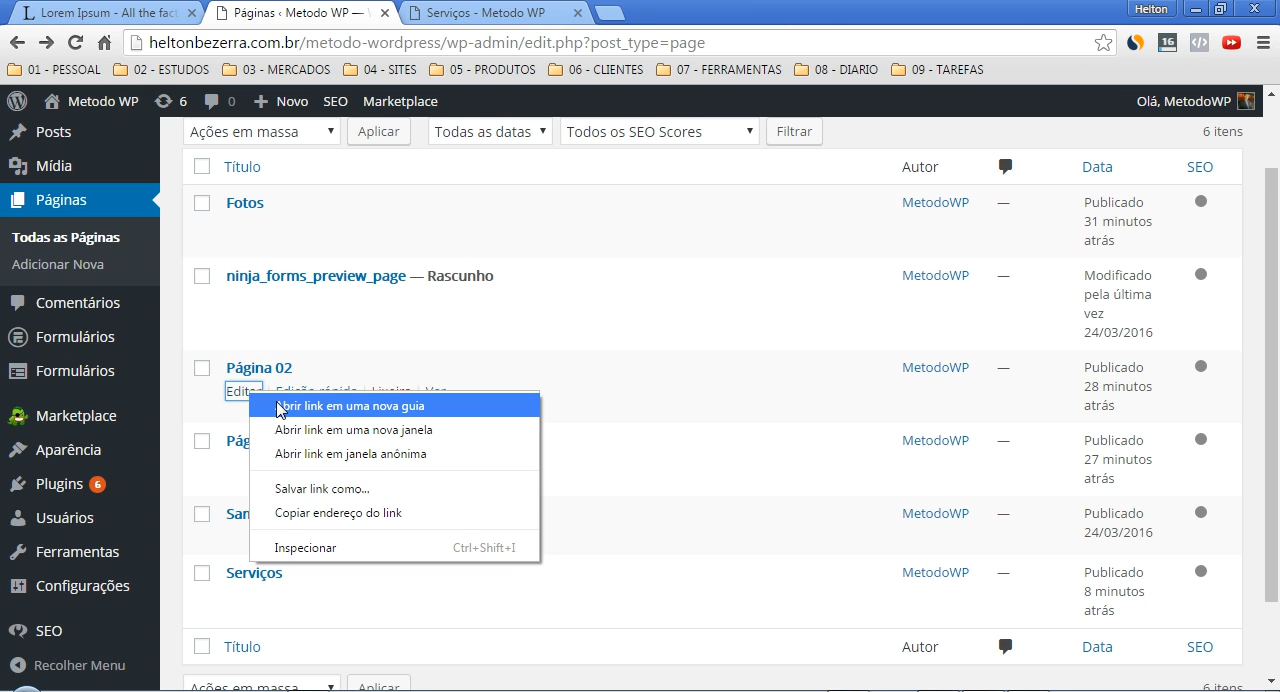 Lorem Ipsum - All the fact
Páginas ‹ Metodo WP —
Serviços - Metodo WP
Helton
heltonbezerra.com.br/metodo-wordpress/wp-admin/edit.php?post_type=page
16
01 - PESSOAL
02 - ESTUDOS
03 - MERCADOS
04 - SITES
05 - PRODUTOS
06 - CLIENTES
07 - FERRAMENTAS
08 - DIARIO
09 - TAREFAS
Metodo WP
6
0
Novo
SEO
Marketplace
Olá, MetodoWP
Posts
Mídia
Páginas
Todas as Páginas
Adicionar Nova
Comentários
Formulários
Formulários
Marketplace
Aparência
Plugins 6
Usuários
Ferramentas
Configurações
SEO
Recolher Menu
Ações em massa
Aplicar
Todas as datas
Todos os SEO Scores
Filtrar
6 itens
Título
Autor
Data
SEO
Fotos
MetodoWP
—
Publicado
31 minutos
atrás
ninja_forms_preview_page — Rascunho
MetodoWP
—
Modificado
pela última
vez
24/03/2016
Página 02
Editar | Edição rápida | Lixeira | Ver
MetodoWP
—
Publicado
28 minutos
atrás
Abrir link em uma nova guia
Abrir link em uma nova janela
Abrir link em janela anônima
Salvar link como...
Copiar endereço do link
Inspecionar Ctrl+Shift+I
Pág
MetodoWP
—
Publicado
27 minutos
atrás
San
MetodoWP
—
Publicado
24/03/2016
Serviços
MetodoWP
—
Publicado
8 minutos
atrás
Título
Autor
Data
SEO
Ações em massa
Aplicar
6 itens